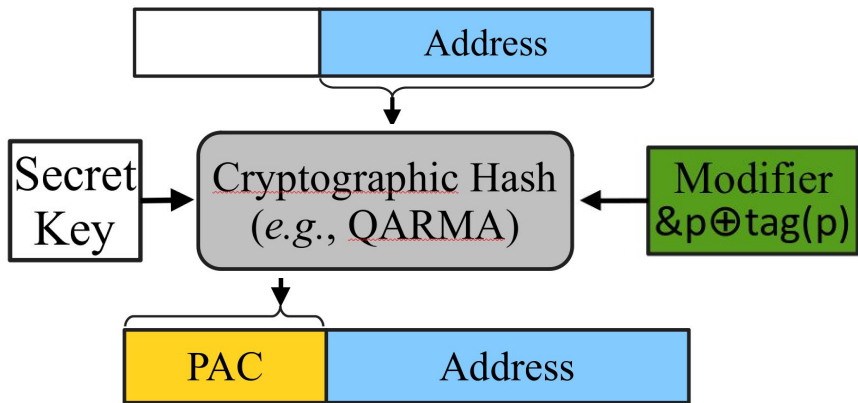 Address
Secret
Key
Cryptographic Hash
(e.g., QARMA)
Modifier
&p⊕tag(p)
PAC
Address